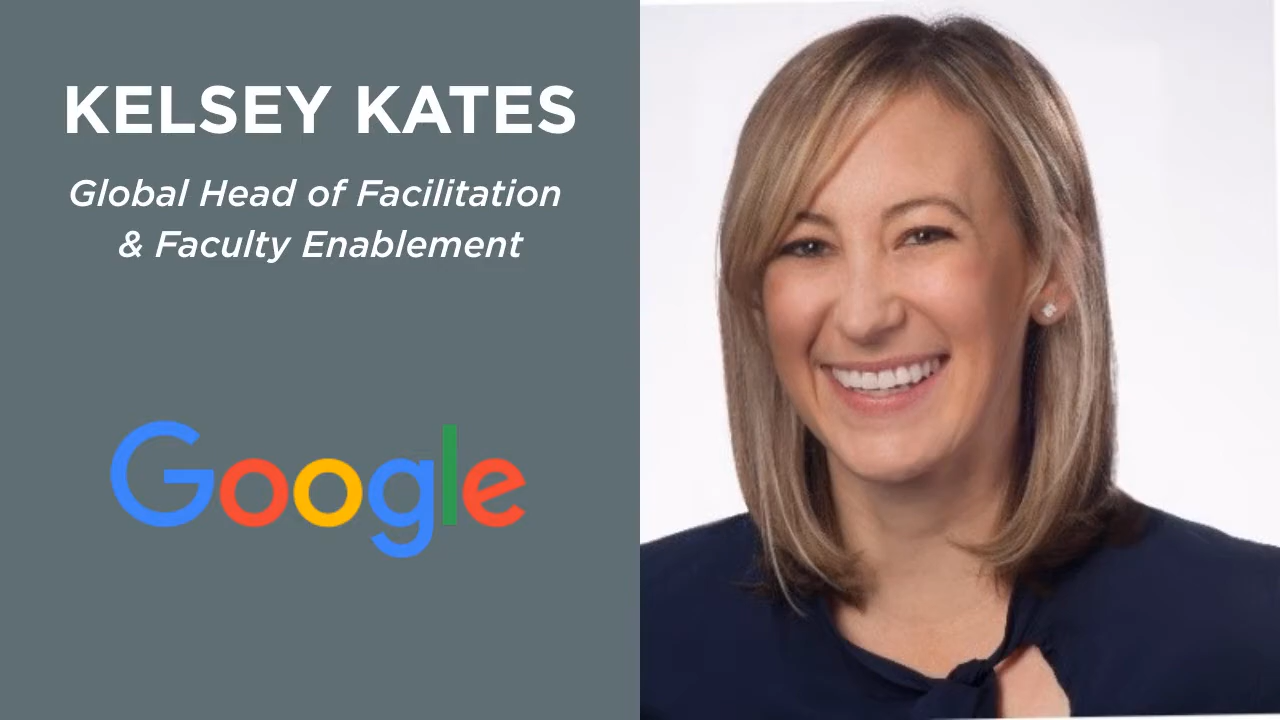 KELSEY KATES
Global Head of Facilitation
& Faculty Enablement
Google